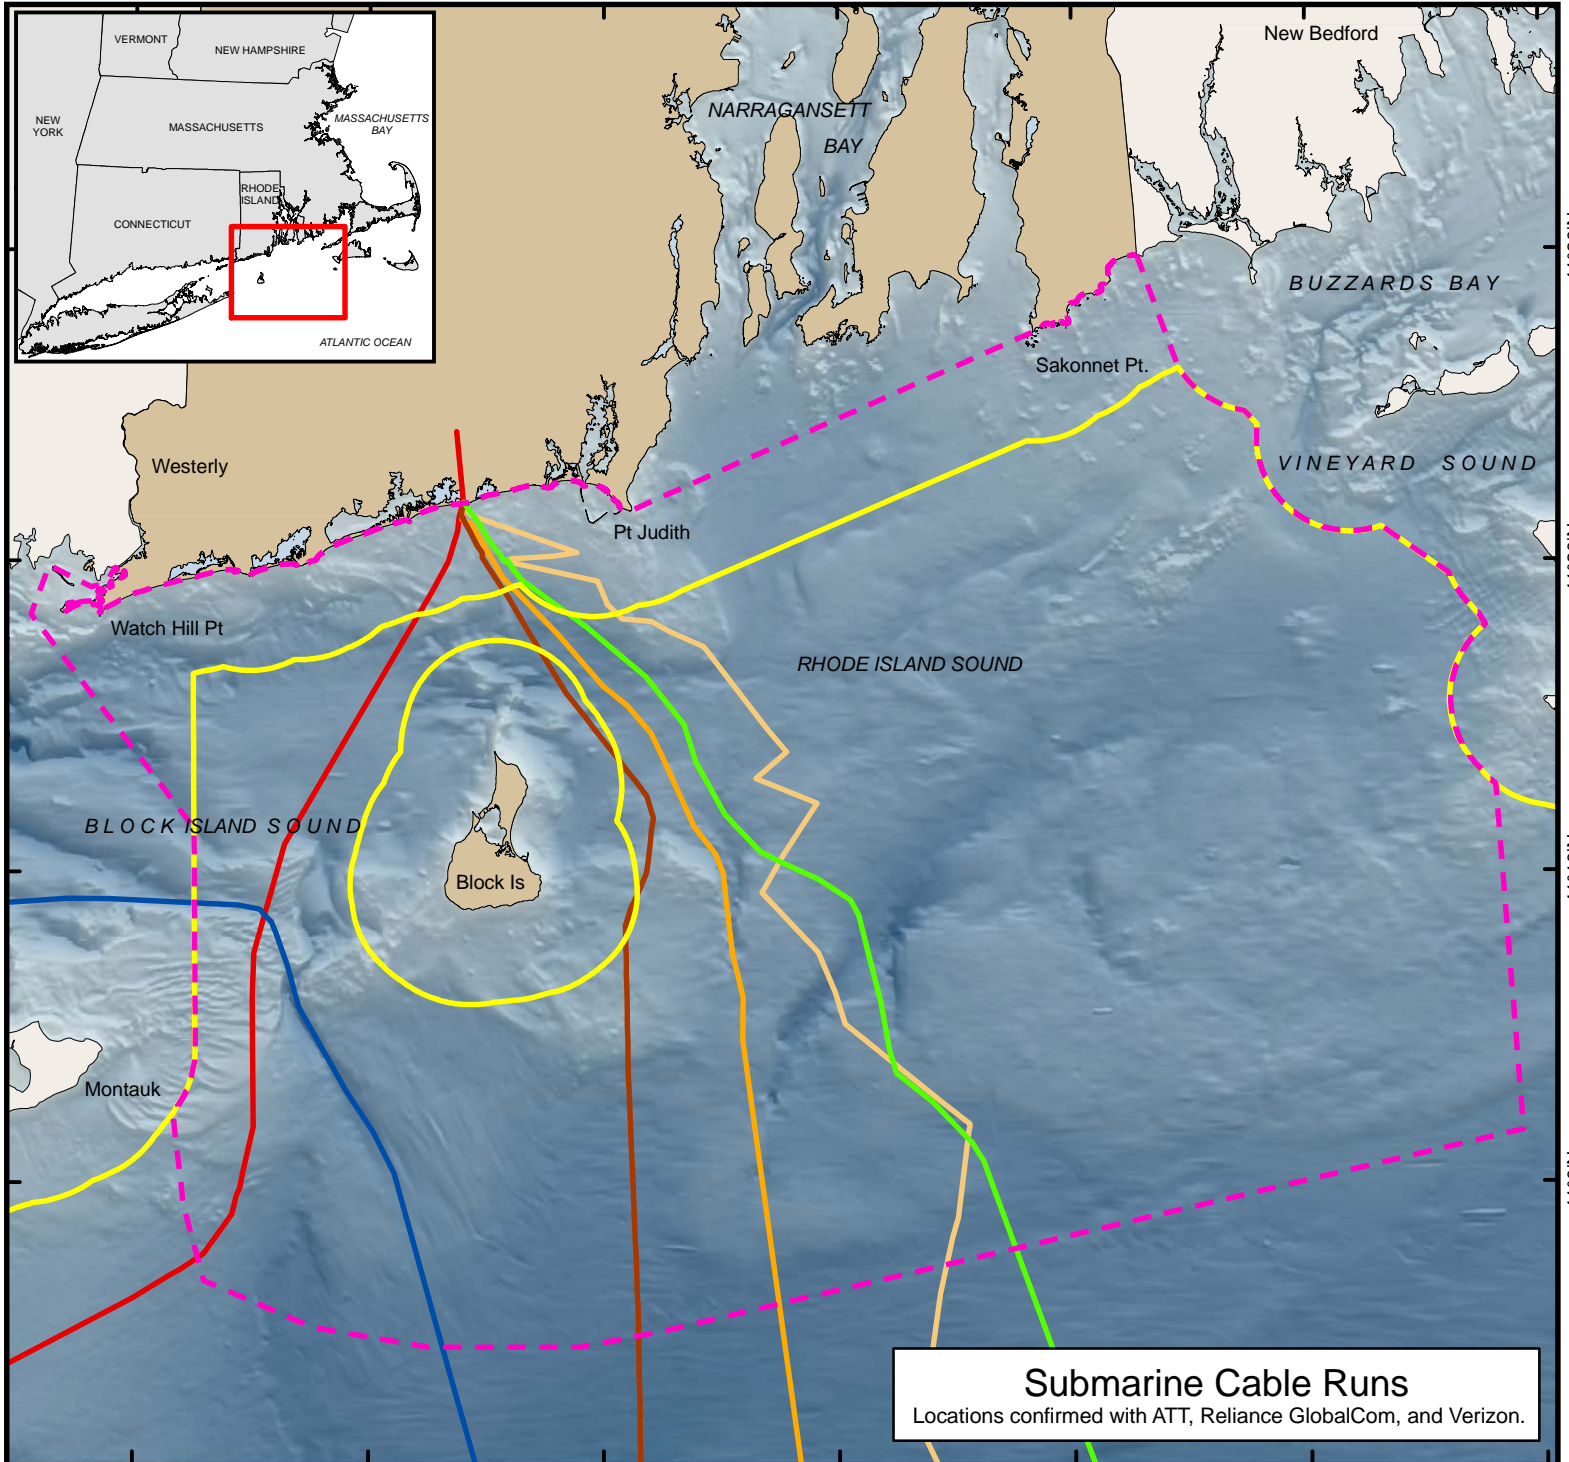 VERMONT
NEW HAMPSHIRE
NEW
YORK
MASSACHUSETTS
MASSACHUSETTS
BAY
RHODE
ISLAND
CONNECTICUT
ATLANTIC OCEAN
New Bedford
NARRAGANSETT
BAY
BUZZARDS BAY
Sakonnet Pt.
Westerly
VINEYARD SOUND
Pt Judith
Watch Hill Pt
RHODE ISLAND SOUND
BLOCK ISLAND SOUND
Block Is
Montauk
Submarine Cable Runs
Locations confirmed with ATT, Reliance GlobalCom, and Verizon.